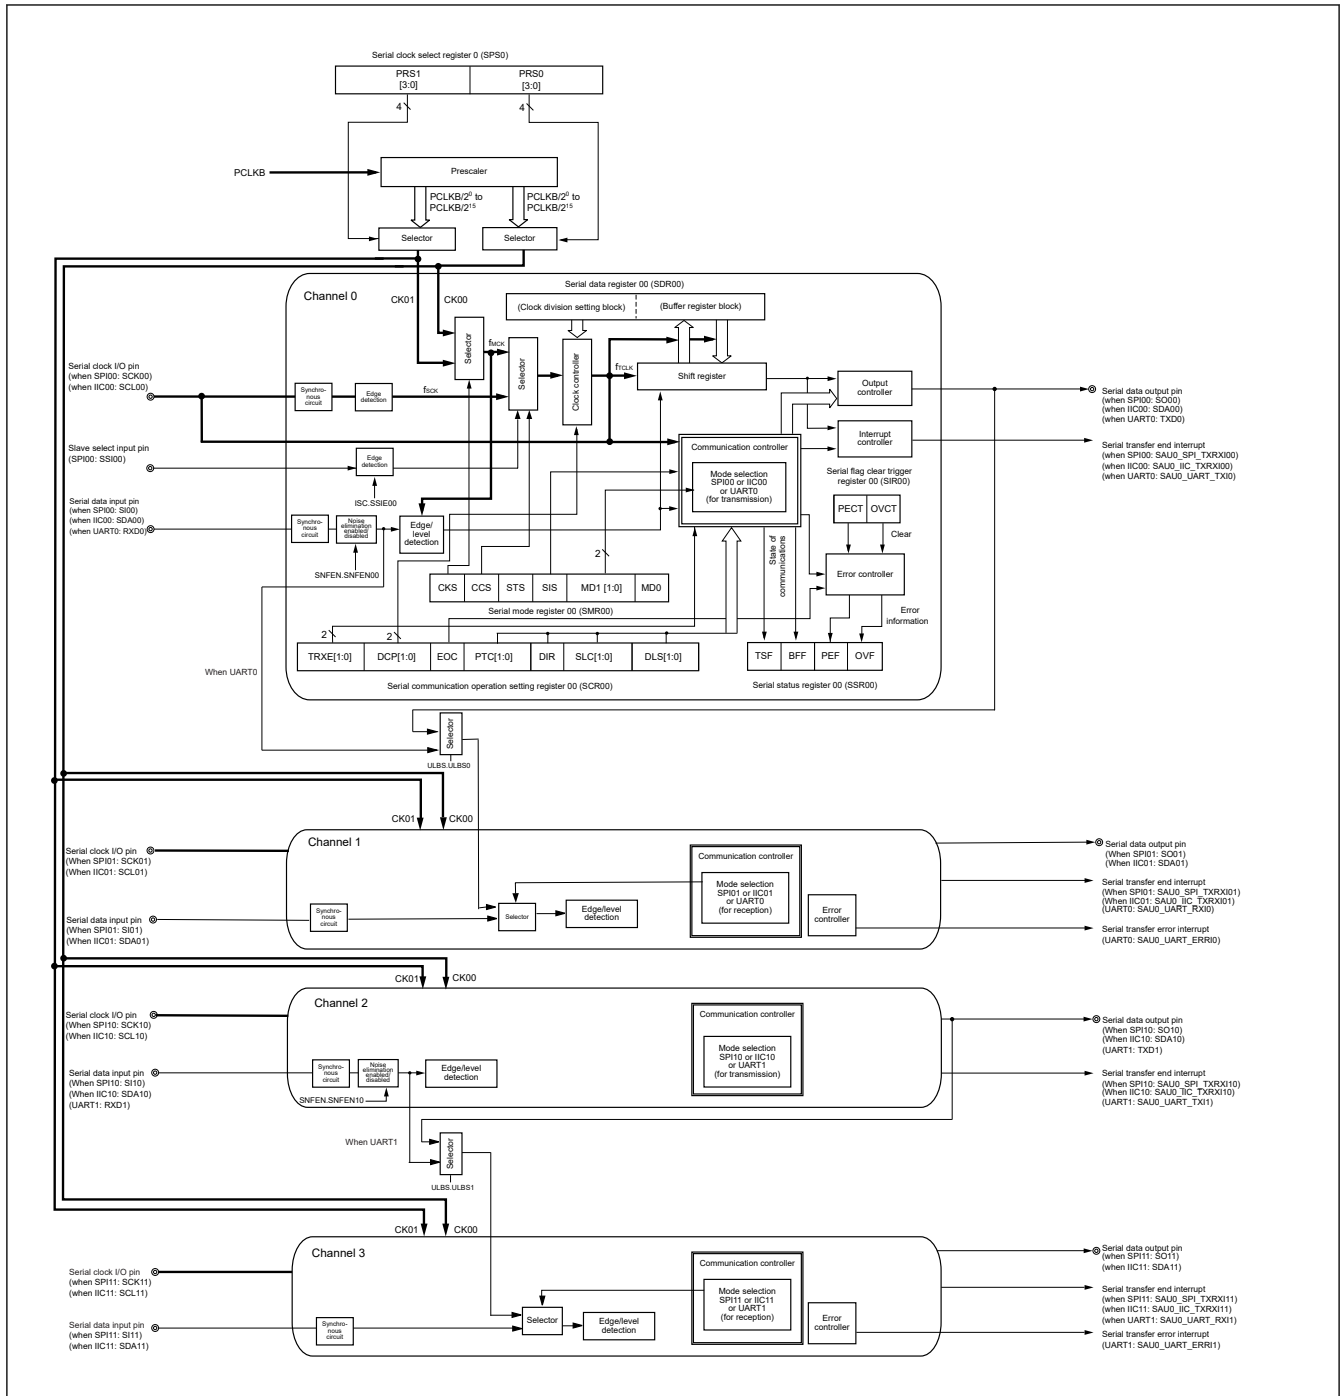 Serial clock select register 0 (SPS0)
PRS1
[3:0]
PRS0
[3:0]
4
4
PCLKB
Prescaler
PCLKB/2⁰ to
PCLKB/2¹⁵
PCLKB/2⁰ to
PCLKB/2¹⁵
Selector
Selector
Channel 0
CK01
CK00
Serial data register 00 (SDR00)
(Clock division setting block)
(Buffer register block)
Selector
fMCK
Selector
Clock controller
fTCLK
Shift register
Output
controller
Interrupt
controller
Serial clock I/O pin
(when SPI00: SCK00)
(when IIC00: SCL00)
Synchro-
nous
circuit
Edge
detection
fSCK
Serial data output pin
(when SPI00: SO00)
(when IIC00: SDA00)
(when UART0: TXD0)
Slave select input pin
(SPI00: SSI00)
Edge
detection
ISC.SSIE00
Communication controller
Mode selection
SPI00 or IIC00
or UART0
(for transmission)
Serial transfer end interrupt
(when SPI00: SAU0_SPI_TXRXI00)
(when IIC00: SAU0_IIC_TXRXI00)
(when UART0: SAU0_UART_TXI0)
Serial flag clear trigger
register 00 (SIR00)
PECT
OVCT
Clear
Serial data input pin
(when SPI00: SI00)
(when IIC00: SDA00)
(when UART0: RXD0)
Synchro-
nous
circuit
Noise
elimination
enabled/
disabled
SNFEN.SNFEN00
Edge/
level
detection
2
State of
communications
Error controller
Error
information
CKS
CCS
STS
SIS
MD1 [1:0]
MD0
Serial mode register 00 (SMR00)
2
2
TRXE[1:0]
DCP[1:0]
EOC
PTC[1:0]
DIR
SLC[1:0]
DLS[1:0]
Serial communication operation setting register 00 (SCR00)
TSF
BFF
PEF
OVF
Serial status register 00 (SSR00)
When UART0
Selector
ULBS.ULBS0
CK01
CK00
Channel 1
Serial clock I/O pin
(When SPI01: SCK01)
(When IIC01: SCL01)
Serial data input pin
(When SPI01: SI01)
(When IIC01: SDA01)
Synchro-
nous
circuit
Selector
Edge/level
detection
Communication controller
Mode selection
SPI01 or IIC01
or UART0
(for reception)
Error
controller
Serial data output pin
(When SPI01: SO01)
(When IIC01: SDA01)
Serial transfer end interrupt
(When SPI01: SAU0_SPI_TXRXI01)
(When IIC01: SAU0_IIC_TXRXI01)
(UART0: SAU0_UART_RXI0)
Serial transfer error interrupt
(UART0: SAU0_UART_ERRI0)
CK01
CK00
Channel 2
Serial clock I/O pin
(When SPI10: SCK10)
(When IIC10: SCL10)
Serial data input pin
(When SPI10: SI10)
(When IIC10: SDA10)
(UART1: RXD1)
Synchro-
nous
circuit
Noise
elimination
enabled/
disabled
SNFEN.SNFEN10
Edge/level
detection
Communication controller
Mode selection
SPI10 or IIC10
or UART1
(for transmission)
Serial data output pin
(When SPI10: SO10)
(When IIC10: SDA10)
(UART1: TXD1)
Serial transfer end interrupt
(When SPI10: SAU0_SPI_TXRXI10)
(When IIC10: SAU0_IIC_TXRXI10)
(UART1: SAU0_UART_TXI1)
When UART1
Selector
ULBS.ULBS1
CK01
CK00
Channel 3
Serial clock I/O pin
(when SPI11: SCK11)
(when IIC11: SCL11)
Serial data input pin
(when SPI11: SI11)
(when IIC11: SDA11)
Synchro-
nous
circuit
Selector
Edge/level
detection
Communication controller
Mode selection
SPI11 or IIC11
or UART1
(for reception)
Error
controller
Serial data output pin
(when SPI11: SO11)
(when IIC11: SDA11)
Serial transfer end interrupt
(when SPI11: SAU0_SPI_TXRXI11)
(when IIC11: SAU0_IIC_TXRXI11)
(when UART1: SAU0_UART_RXI1)
Serial transfer error interrupt
(UART1: SAU0_UART_ERRI1)